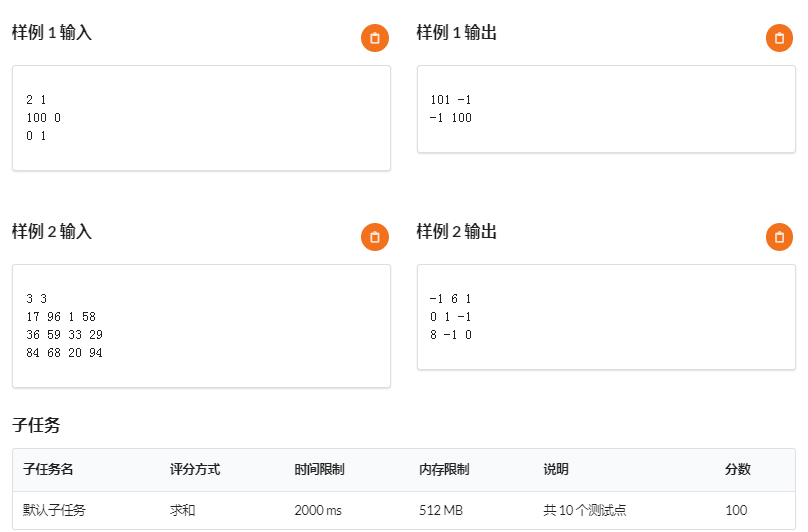 样例 1 输入
2 1
100 0
0 1
样例 1 输出
101 -1
-1 100
样例 2 输入
3 3
17 96 1 58
36 59 33 29
84 68 20 94
样例 2 输出
-1 6 1
0 1 -1
8 -1 0
子任务
子任务名 评分方式 时间限制 内存限制 说明 分数
默认子任务 求和 2000 ms 512 MB 共 10 个测试点 100